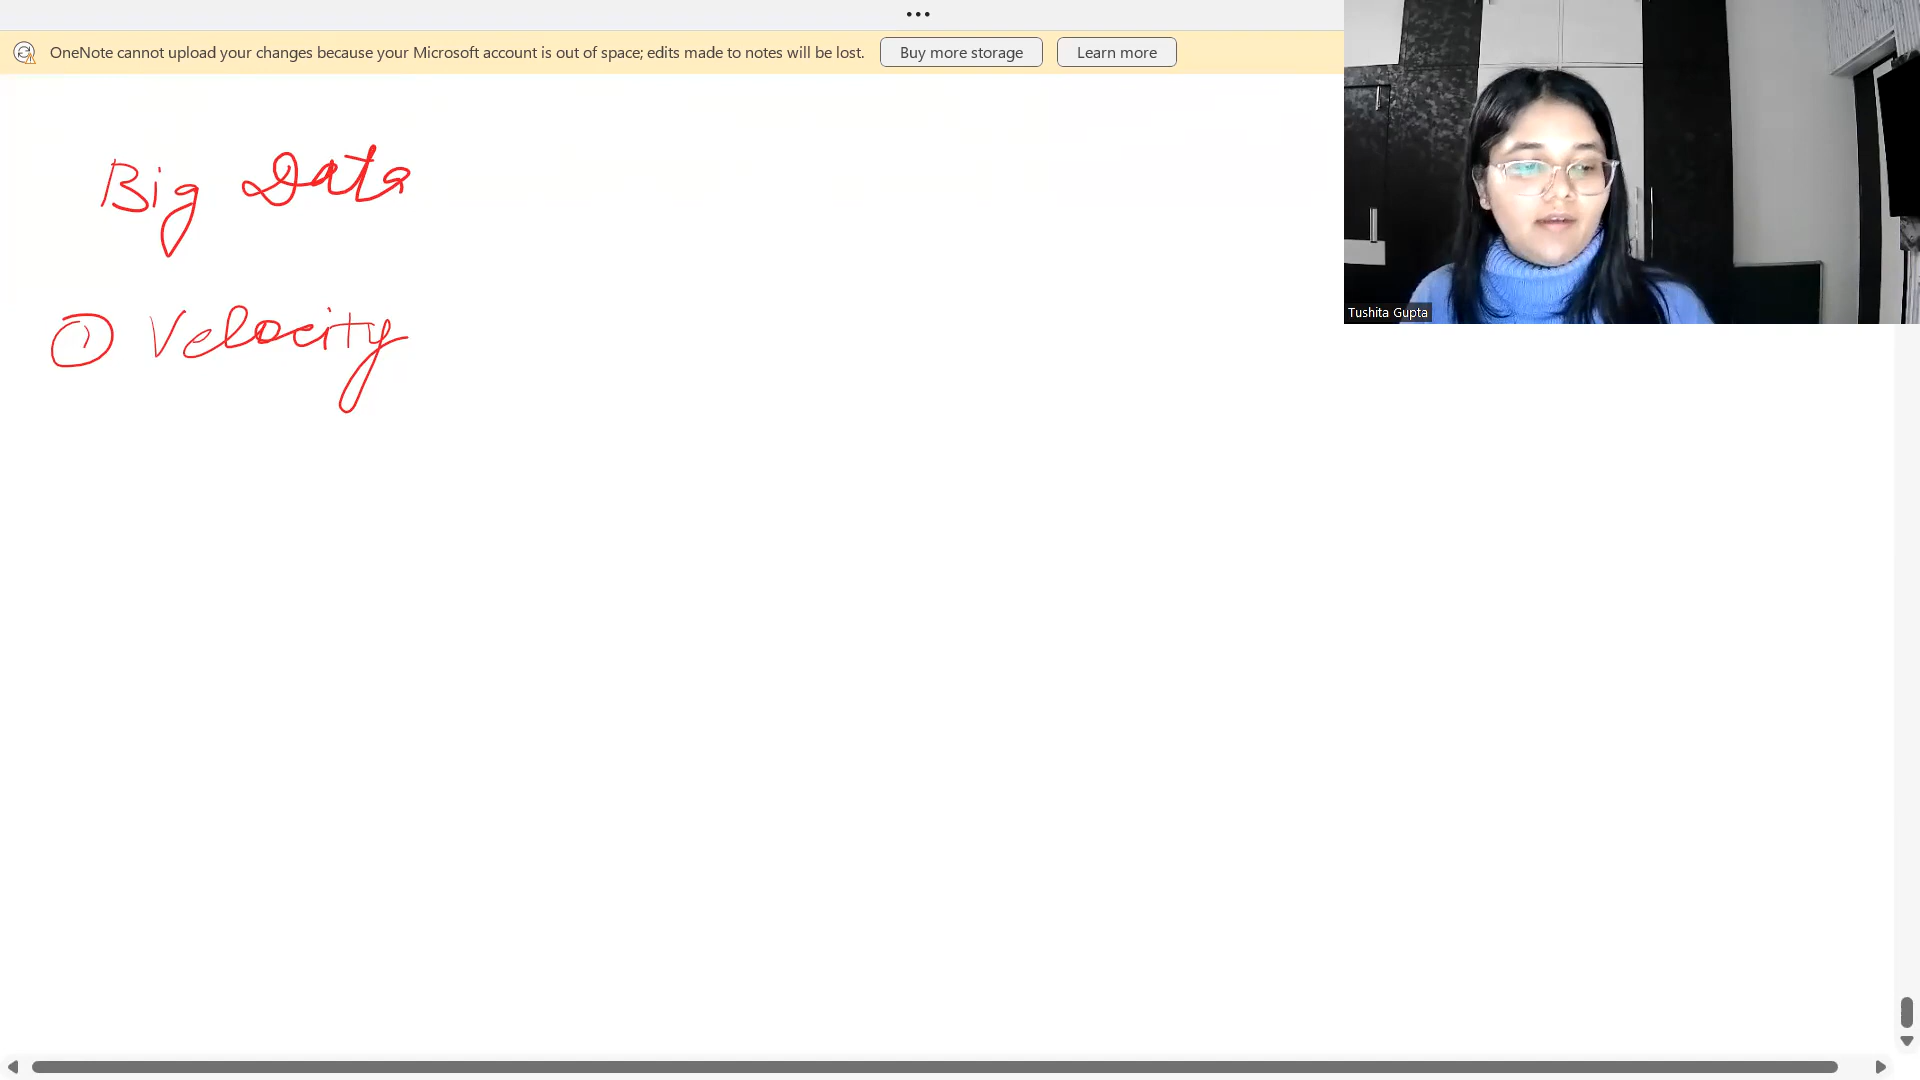 OneNote cannot upload your changes because your Microsoft account is out of space; edits made to notes will be lost. Buy more storage Learn more
Big Data
① Velocity
Tushita Gupta